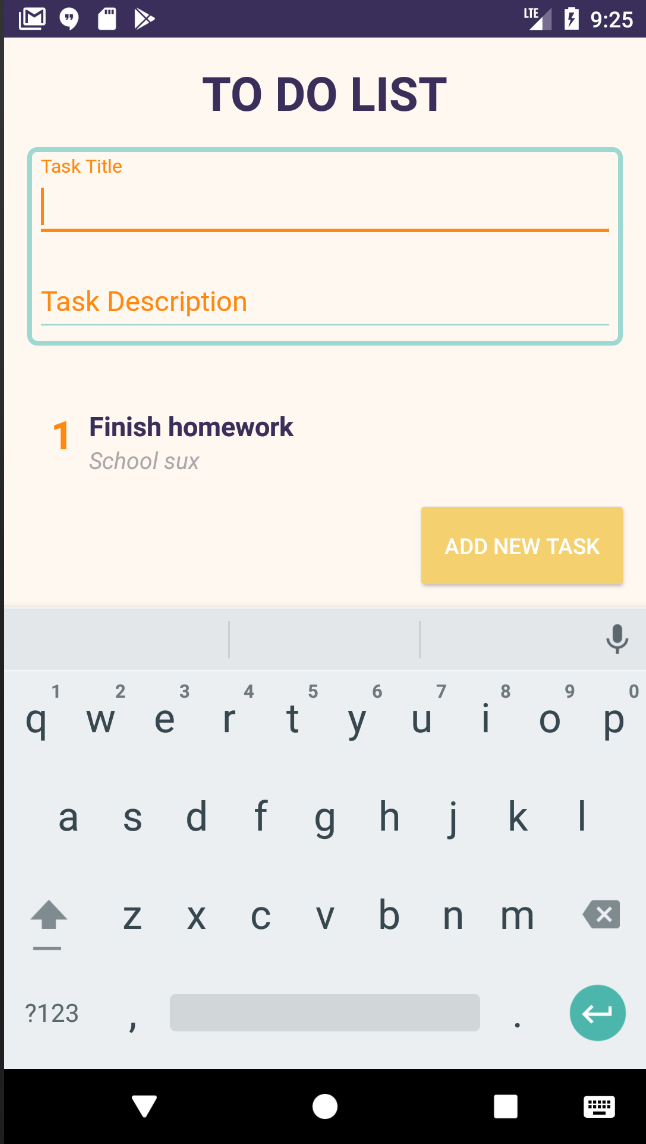 LTE 9:25
TO DO LIST
Task Title
Task Description
1 Finish homework
School sux
ADD NEW TASK
1 2 3 4 5 6 7 8 9 0
q w e r t y u i o p
a s d f g h j k l
z x c v b n m
?123 , .